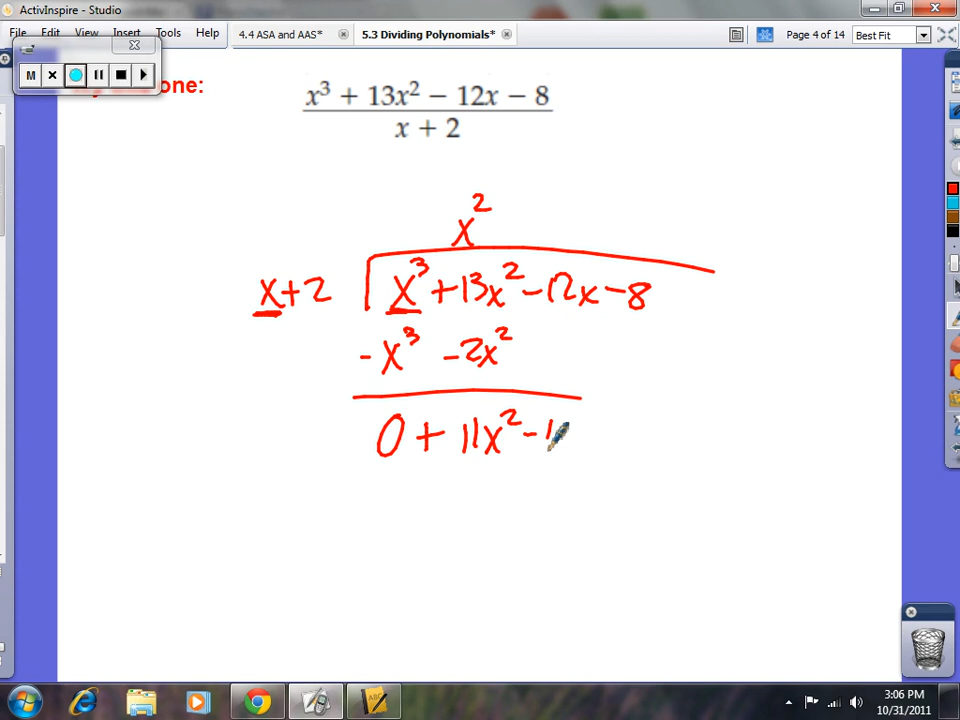 ActivInspire - Studio
File Edit View Insert Tools Help
4.4 ASA and AAS*
5.3 Dividing Polynomials*
Page 4 of 14
Best Fit
M
one:
x³ + 13x² − 12x − 8
x + 2
x²
x+2 x³+13x²-12x-8
-x³ -2x²
0 + 11x² - 1
3:06 PM
10/31/2011